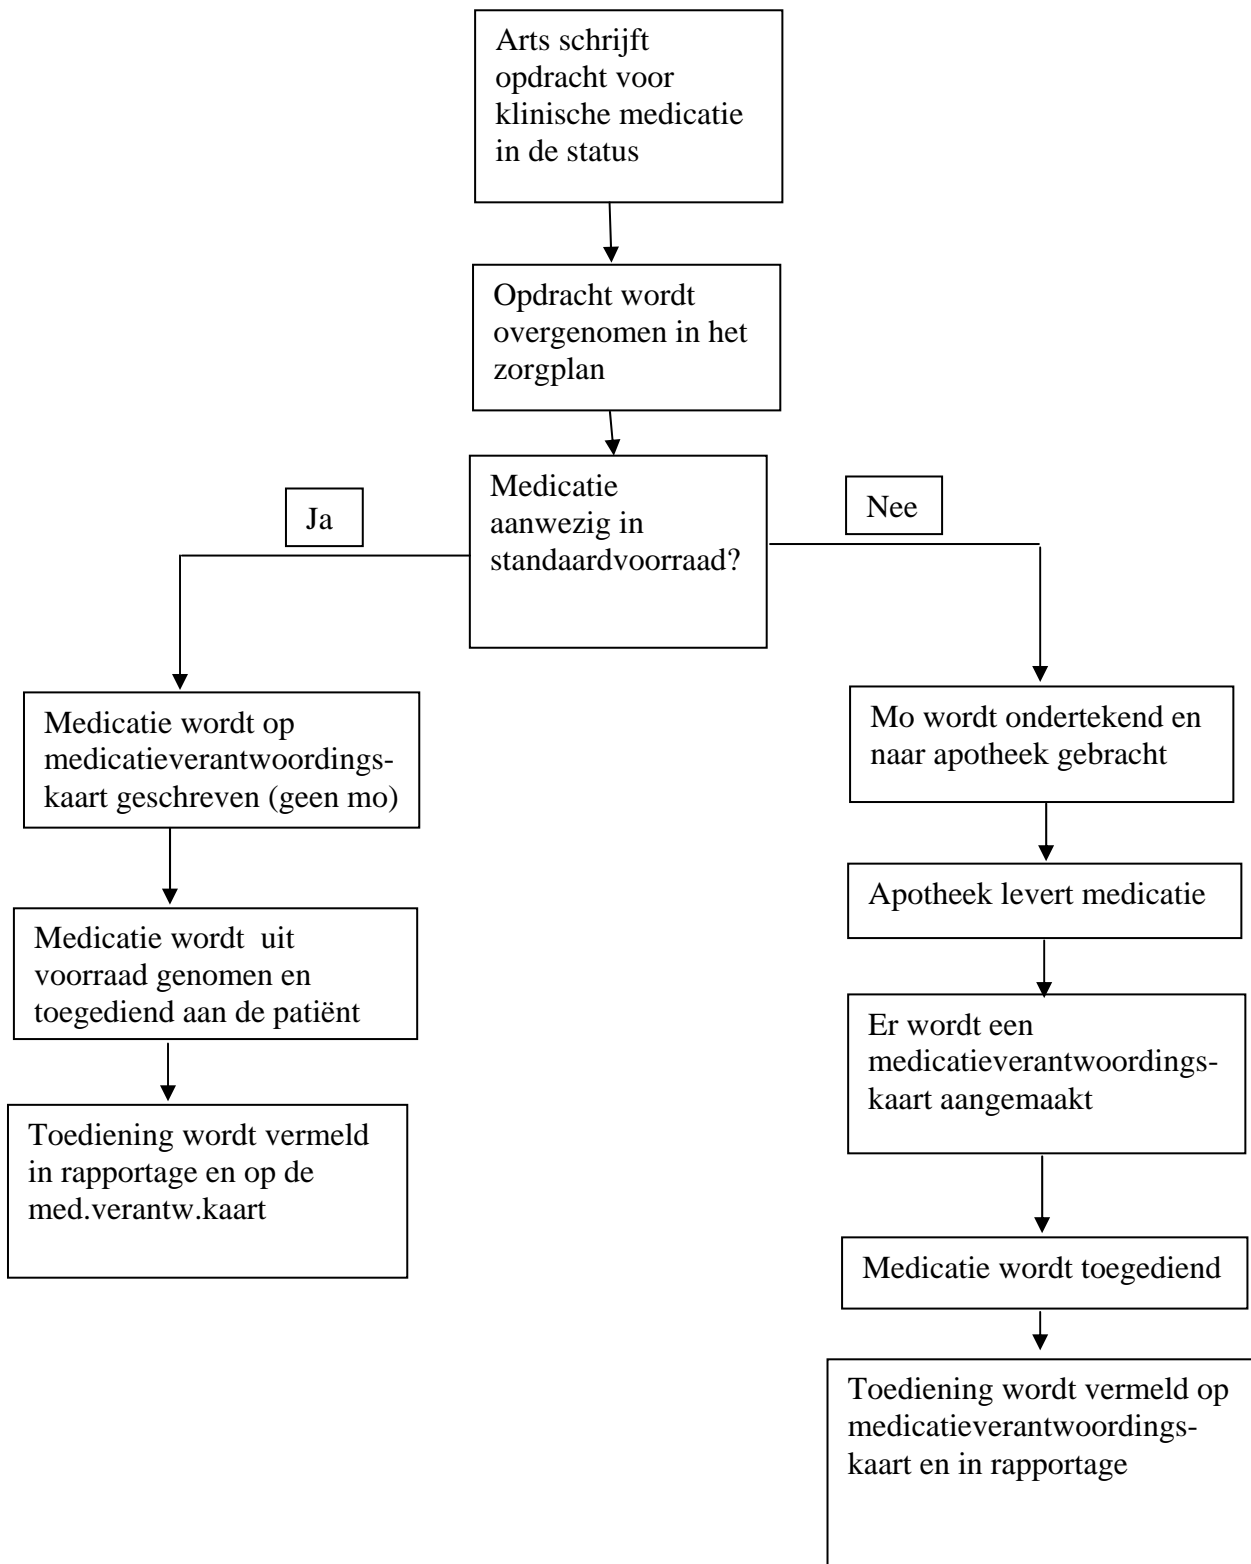 Arts schrijft
opdracht voor
klinische medicatie
in de status
Opdracht wordt
overgenomen in het
zorgplan
Medicatie
aanwezig in
standaardvoorraad?
Ja
Nee
Medicatie wordt op
medicatieverantwoordings-
kaart geschreven (geen mo)
Medicatie wordt uit
voorraad genomen en
toegediend aan de patiënt
Toediening wordt vermeld
in rapportage en op de
med.verantw.kaart
Mo wordt ondertekend en
naar apotheek gebracht
Apotheek levert medicatie
Er wordt een
medicatieverantwoordings-
kaart aangemaakt
Medicatie wordt toegediend
Toediening wordt vermeld op
medicatieverantwoordings-
kaart en in rapportage